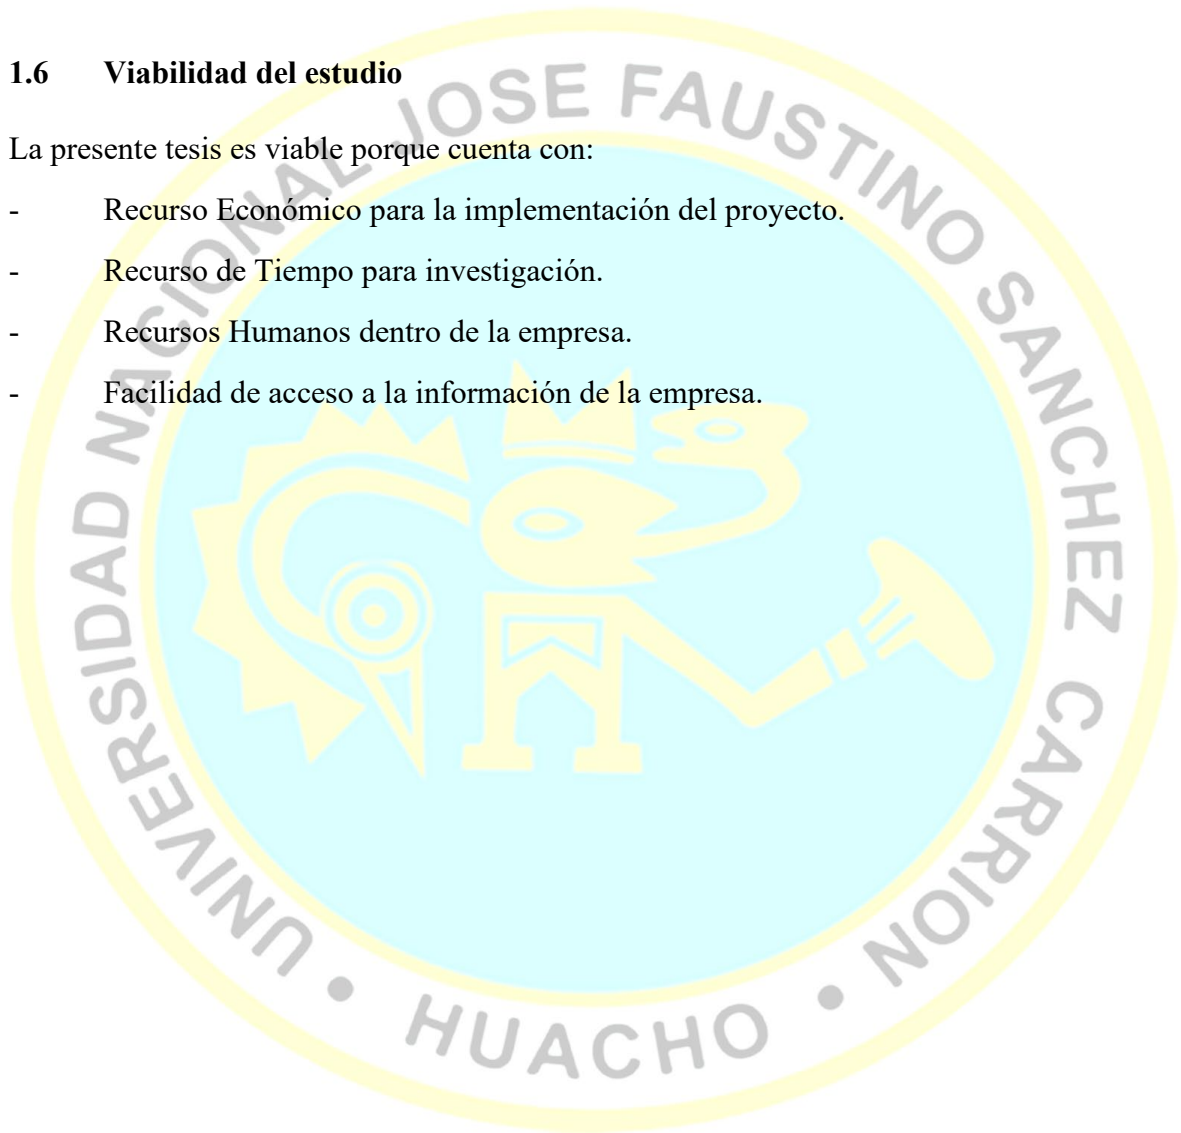 1.6 Viabilidad del estudio
La presente tesis es viable porque cuenta con:
- Recurso Económico para la implementación del proyecto.
- Recurso de Tiempo para investigación.
- Recursos Humanos dentro de la empresa.
- Facilidad de acceso a la información de la empresa.
UNIVERSIDAD NACIONAL JOSE FAUSTINO SANCHEZ CARRION • HUACHO •